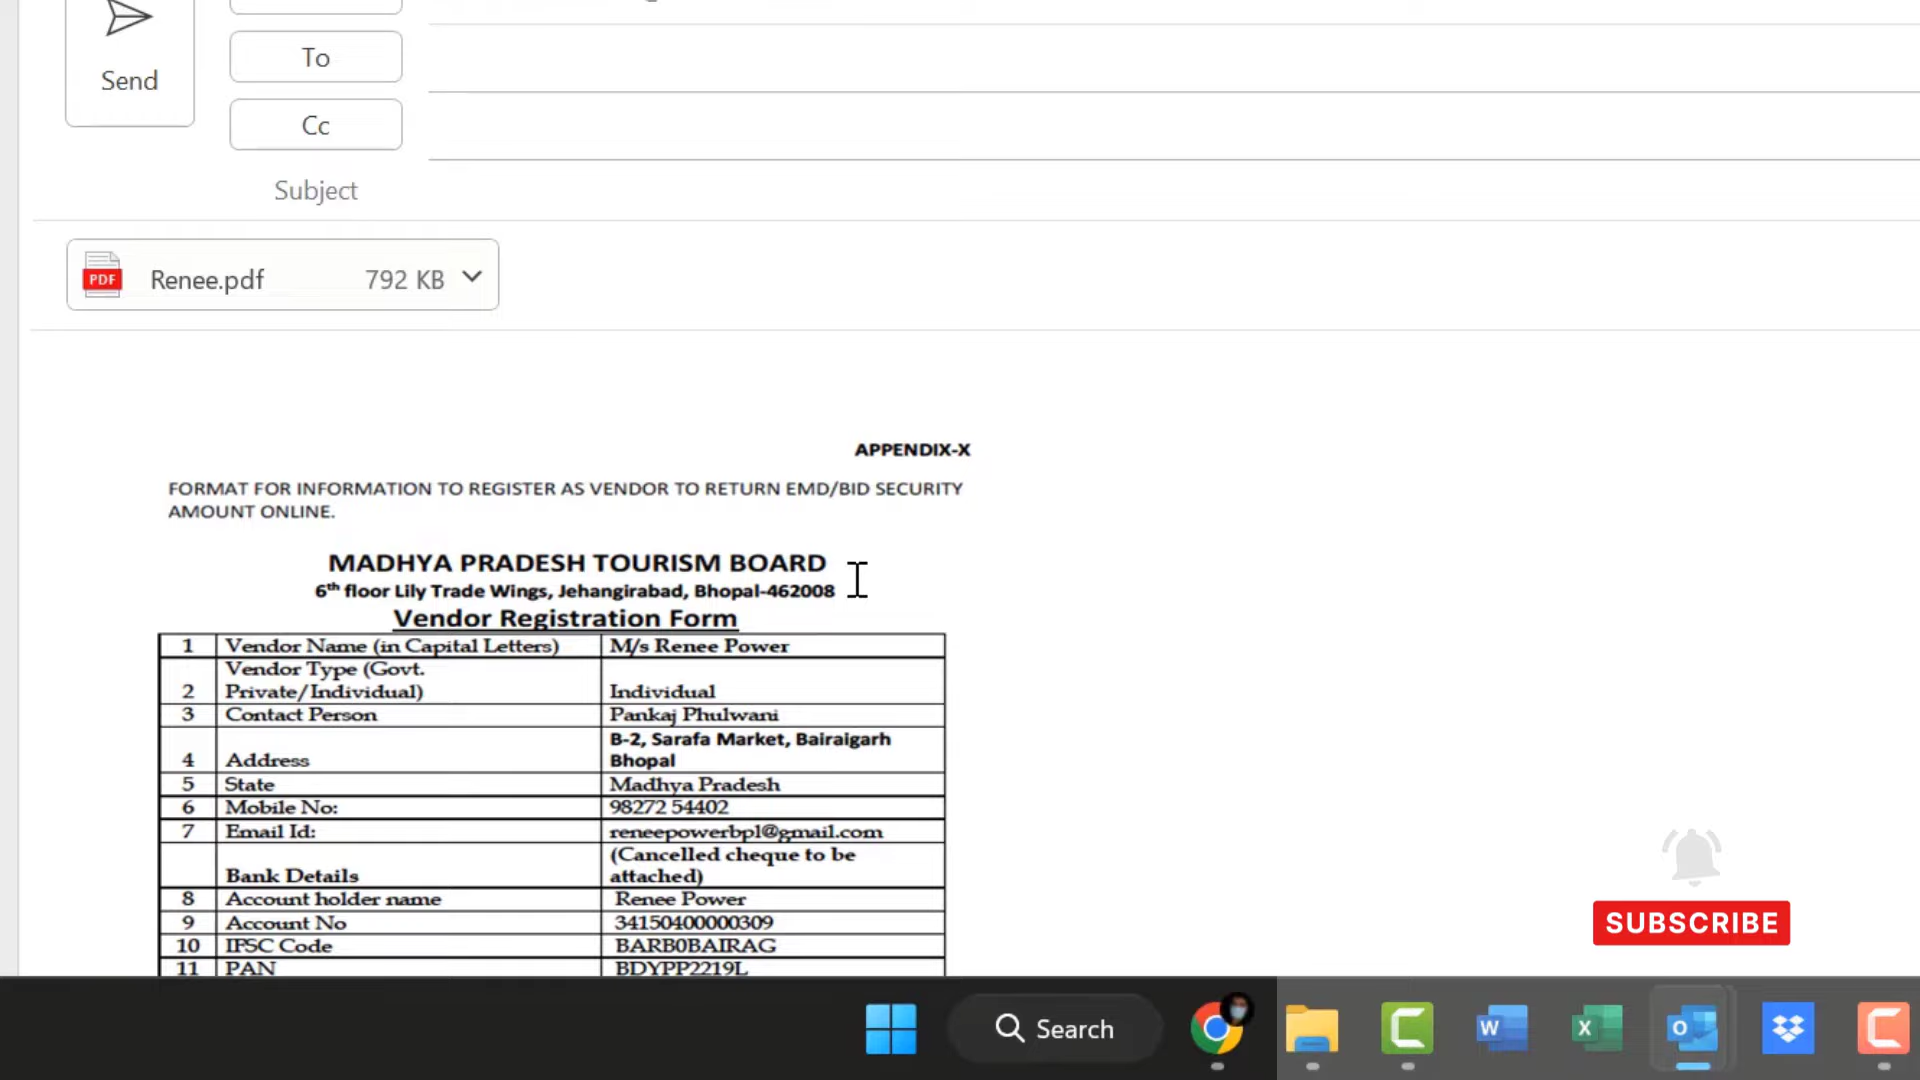 Send
To
Cc
Subject
PDF
Renee.pdf 792 KB
APPENDIX-X
FORMAT FOR INFORMATION TO REGISTER AS VENDOR TO RETURN EMD/BID SECURITY
AMOUNT ONLINE.
MADHYA PRADESH TOURISM BOARD
6th floor Lily Trade Wings, Jehangirabad, Bhopal-462008
Vendor Registration Form
1 Vendor Name (in Capital Letters) M/s Renee Power
Vendor Type (Govt.
2 Private/Individual) Individual
3 Contact Person Pankaj Phulwani
B-2, Sarafa Market, Bairaigarh
4 Address Bhopal
5 State Madhya Pradesh
6 Mobile No: 98272 54402
7 Email Id: reneepowerbpl@gmail.com
(Cancelled cheque to be
Bank Details attached)
8 Account holder name Renee Power
9 Account No 34150400000309
10 IFSC Code BARB0BAIRAG
11 PAN BDYPP2219L
SUBSCRIBE
Search
W
X
O